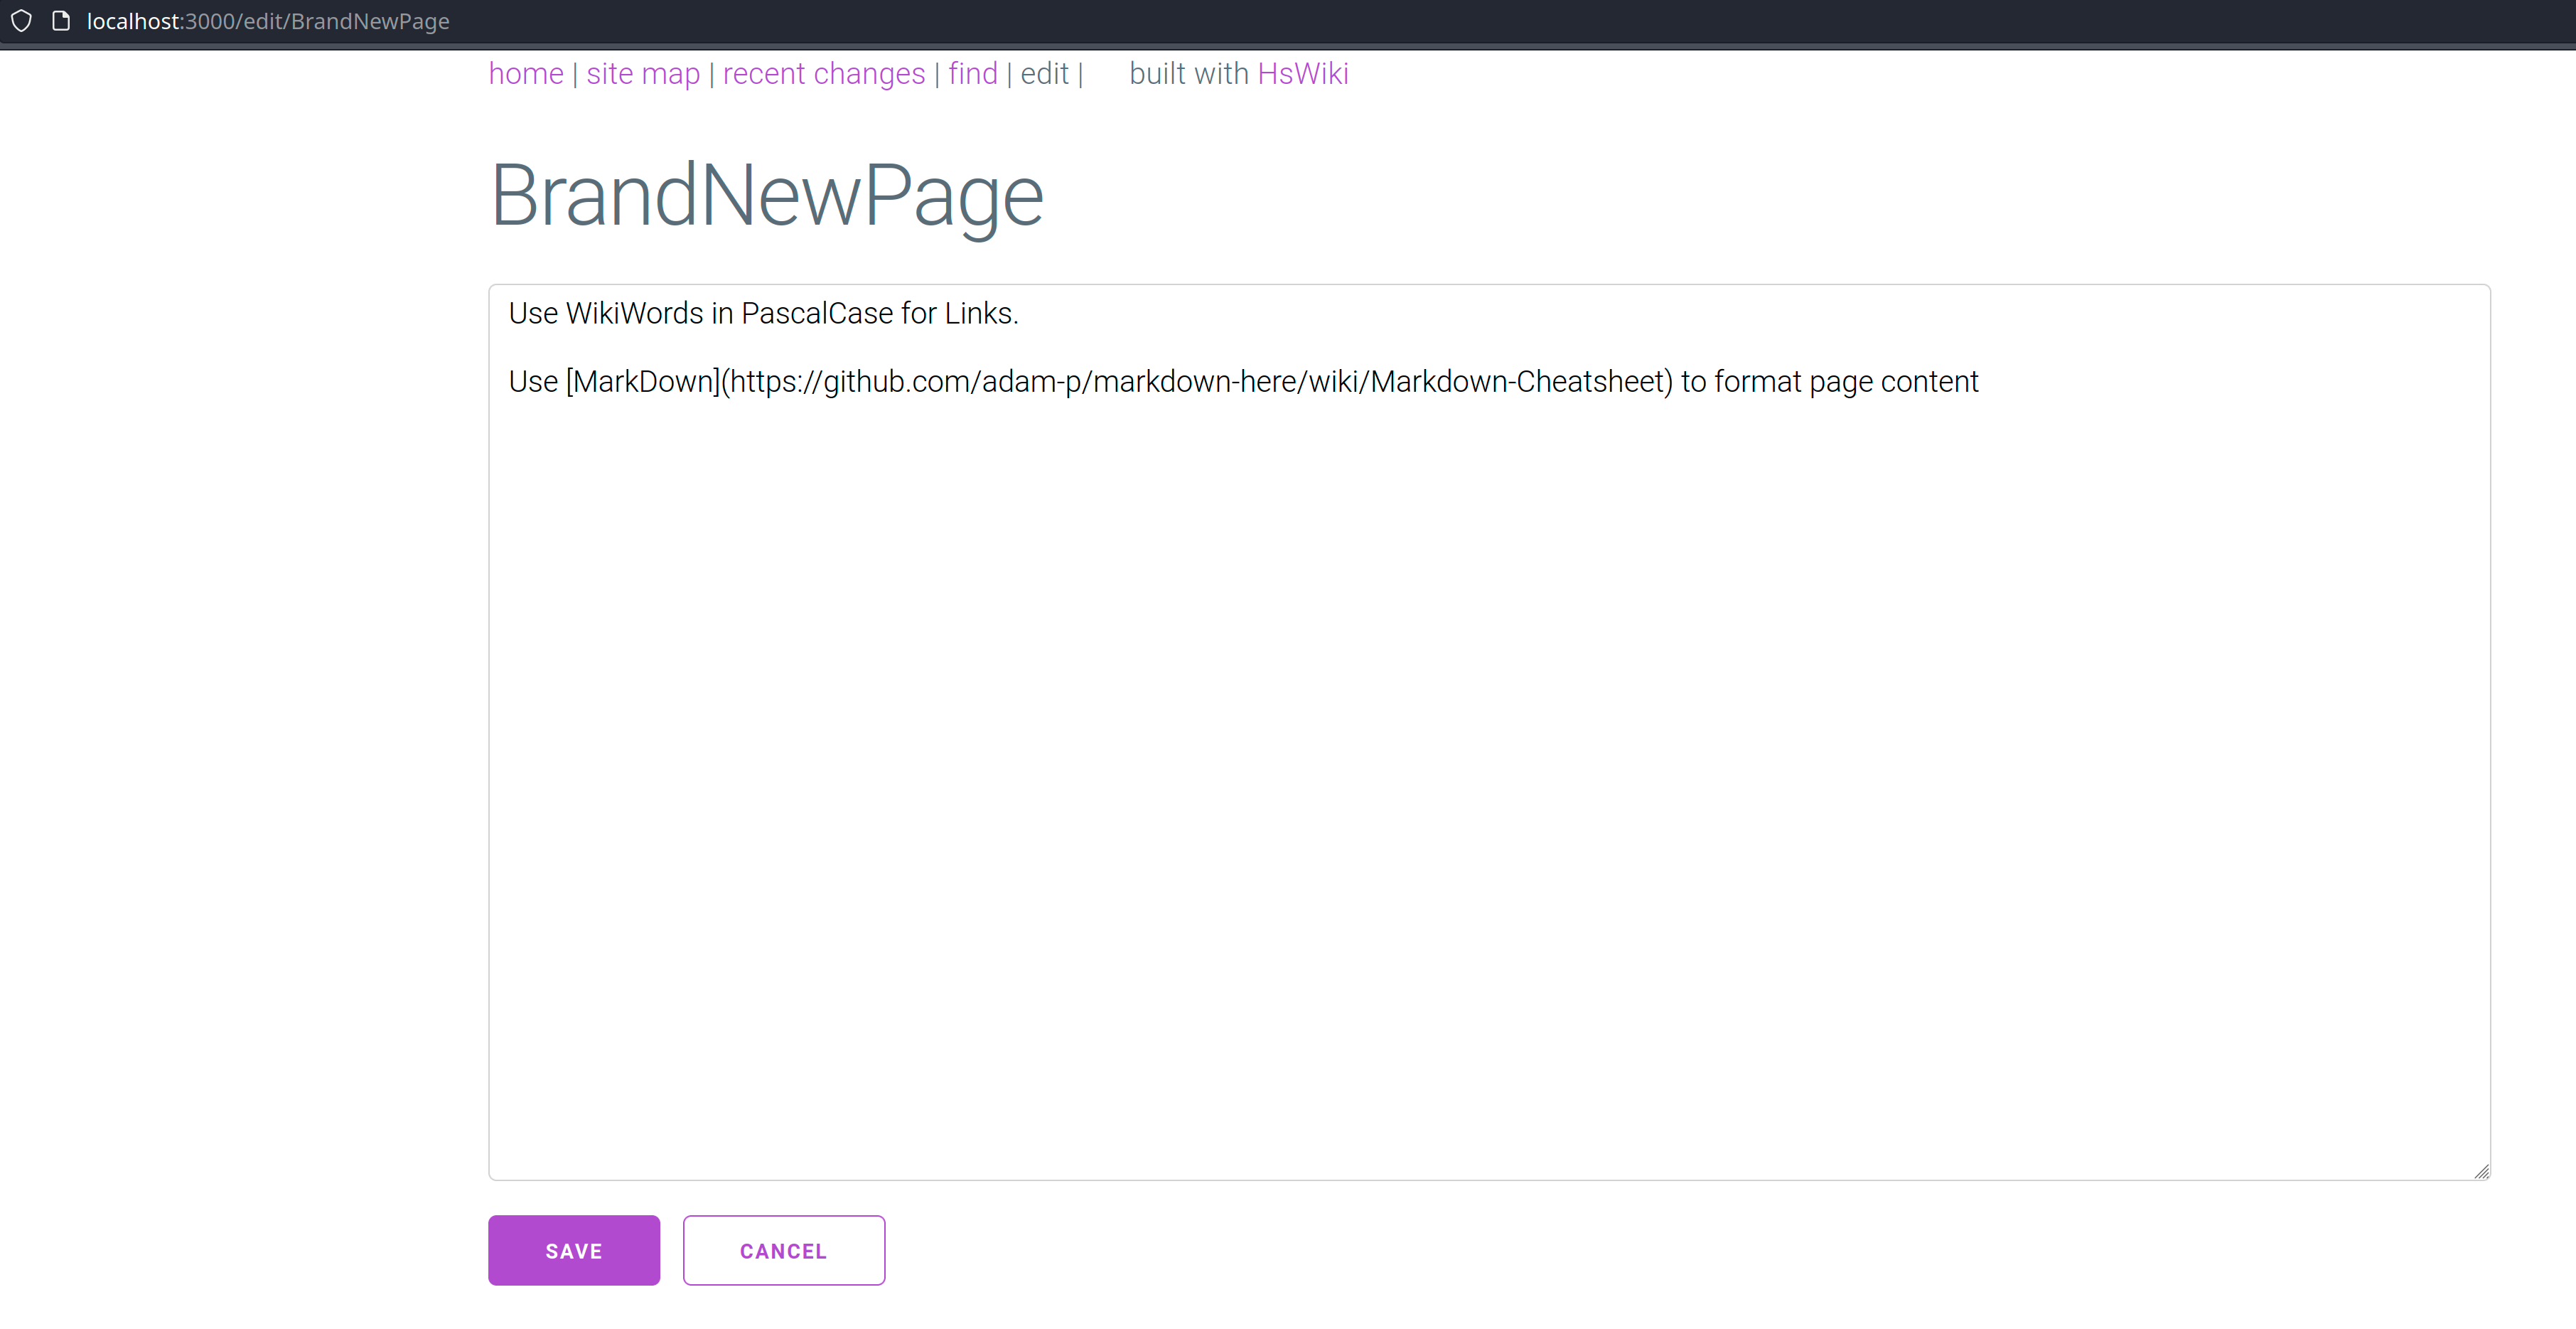 localhost:3000/edit/BrandNewPage
home | site map | recent changes | find | edit | built with HsWiki
BrandNewPage
Use WikiWords in PascalCase for Links.
Use [MarkDown](https://github.com/adam-p/markdown-here/wiki/Markdown-Cheatsheet) to format page content
SAVE CANCEL